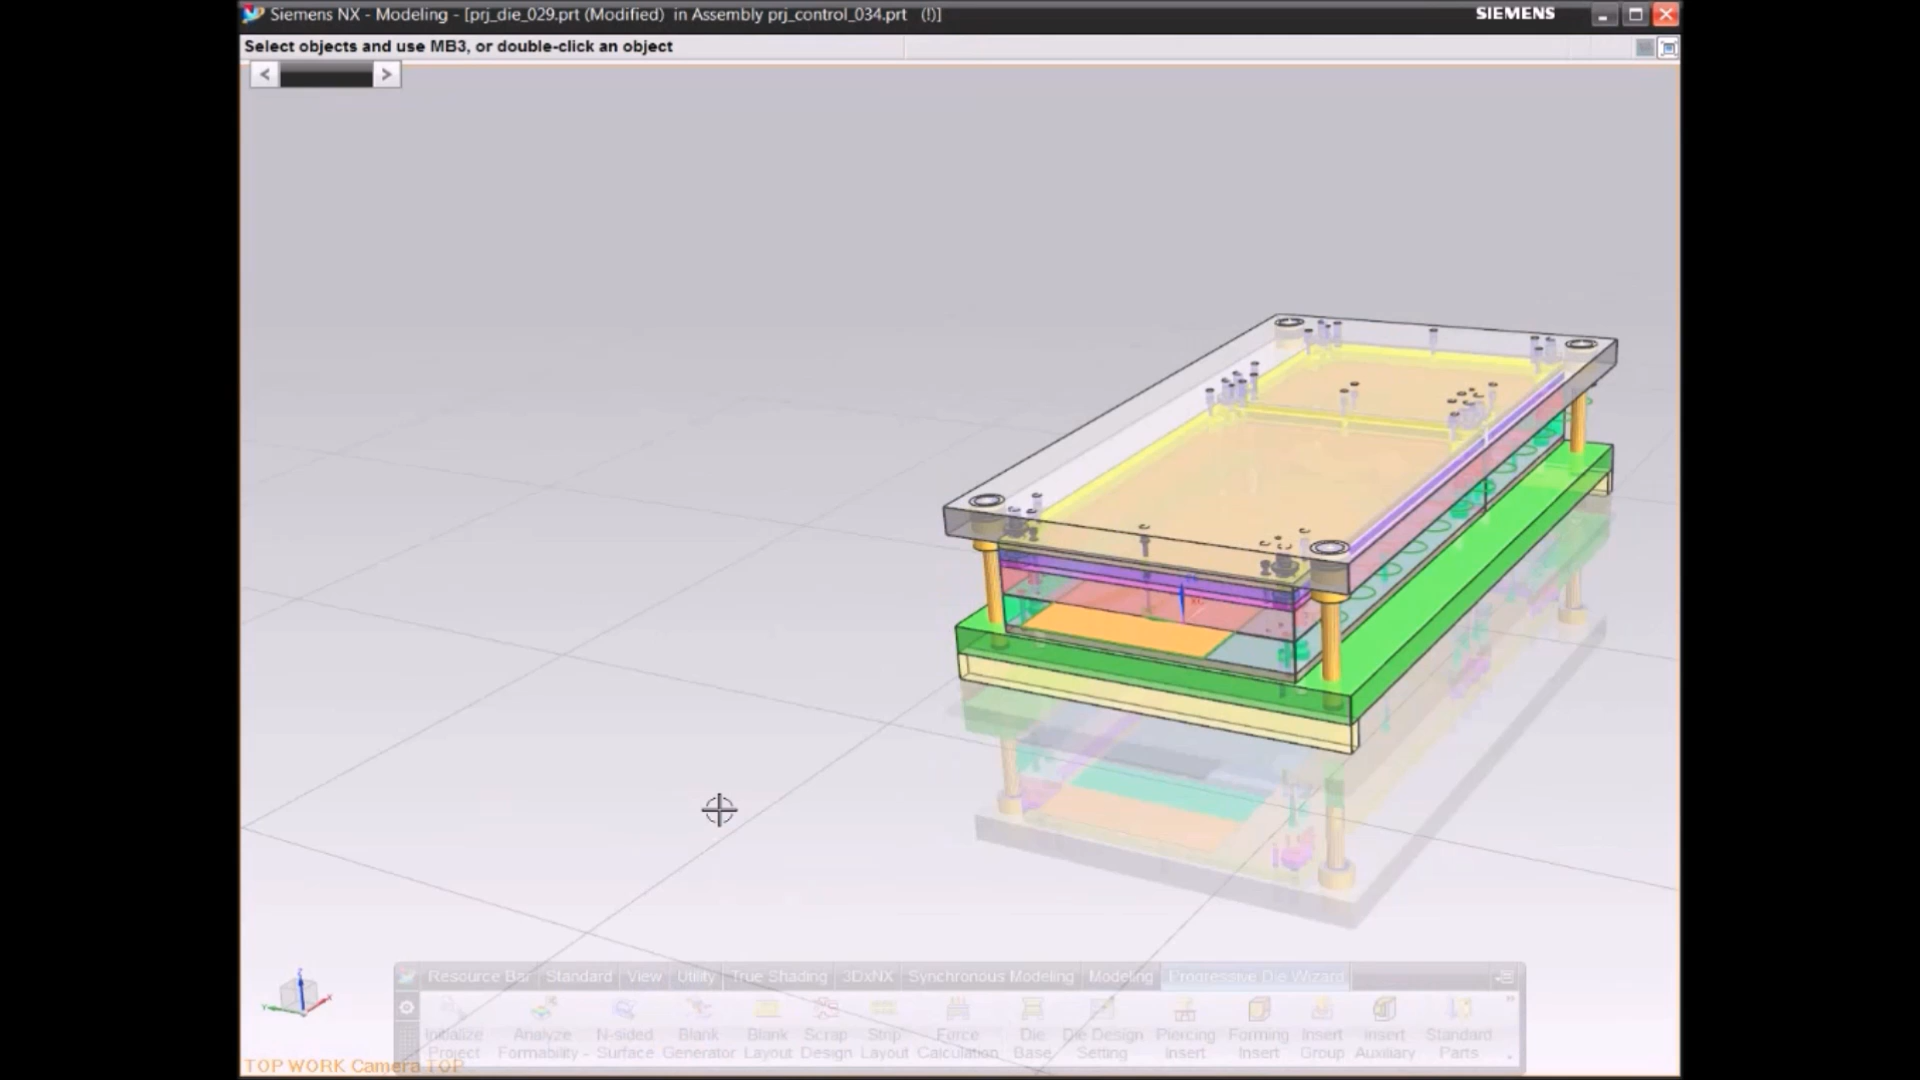 Siemens NX - Modeling - [prj_die_029.prt (Modified)  in Assembly prj_control_034.prt  (!)]
SIEMENS
Select objects and use MB3, or double-click an object
Resource Bar Standard View Utility True Shading 3DxNX Synchronous Modeling Modeling Progressive Die Wizard
Initialize Analyze N-sided Blank Blank Scrap Strip Force Die Die Design Piercing Forming Insert Insert Standard
Project Formability Surface Generator Layout Design Layout Calculation Base Setting Insert Insert Group Auxiliary Parts
TOP WORK Camera TOP